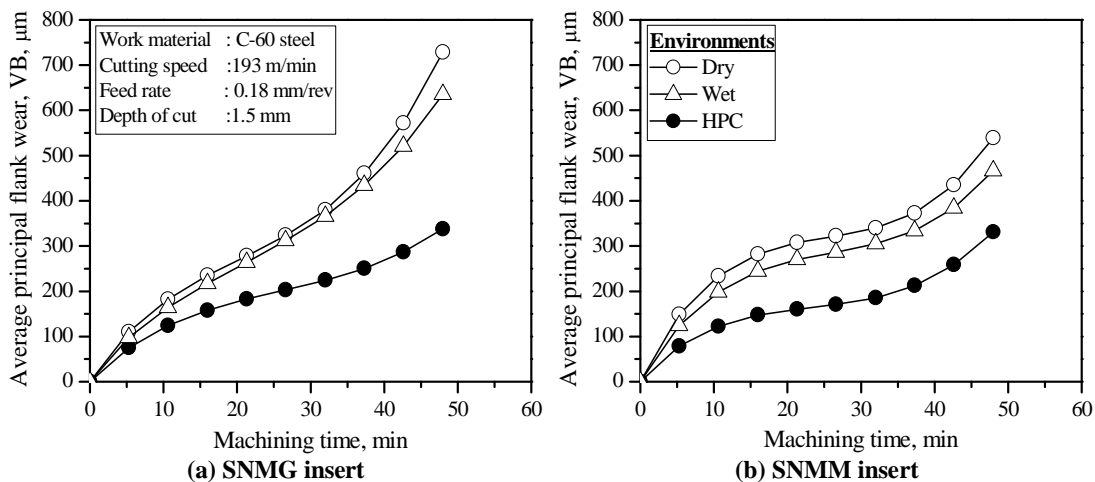 800
700
600
500
400
300
200
100
0
Average principal flank wear, VB, μm
Work material : C-60 steel
Cutting speed :193 m/min
Feed rate : 0.18 mm/rev
Depth of cut :1.5 mm
0 10 20 30 40 50 60
Machining time, min
(a) SNMG insert
800
700
600
500
400
300
200
100
0
Average principal flank wear, VB, μm
Environments
Dry
Wet
HPC
0 10 20 30 40 50 60
Machining time, min
(b) SNMM insert